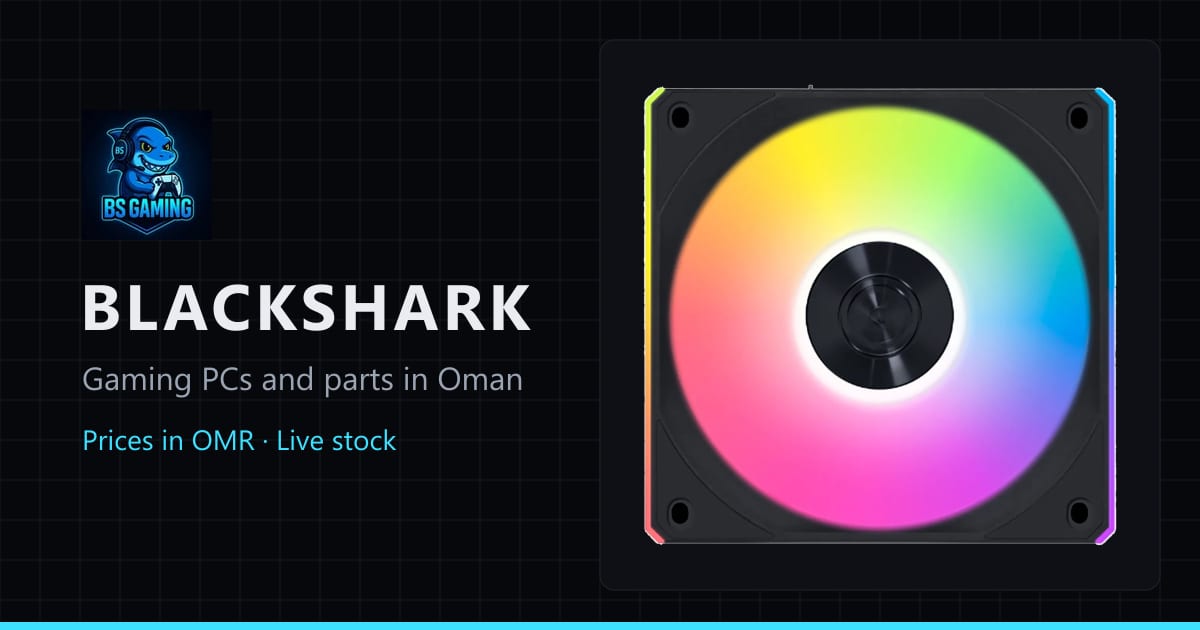 BS
BS GAMING
BLACKSHARK
Gaming PCs and parts in Oman
Prices in OMR · Live stock